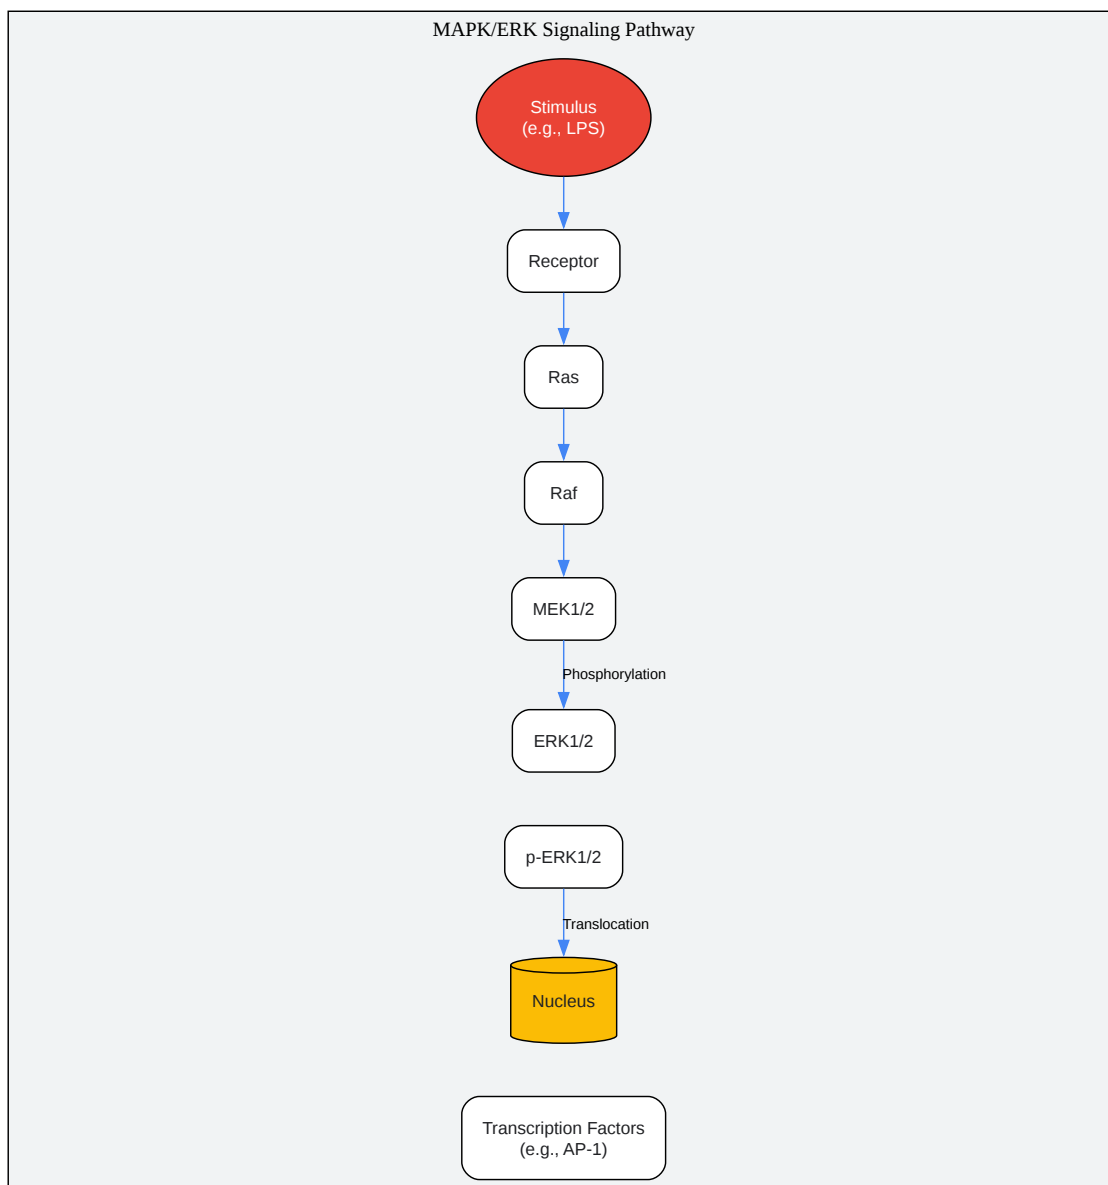 MAPK/ERK Signaling Pathway
Stimulus
(e.g., LPS)
Receptor
Ras
Raf
MEK1/2
Phosphorylation
ERK1/2
p-ERK1/2
Translocation
Nucleus
Transcription Factors
(e.g., AP-1)